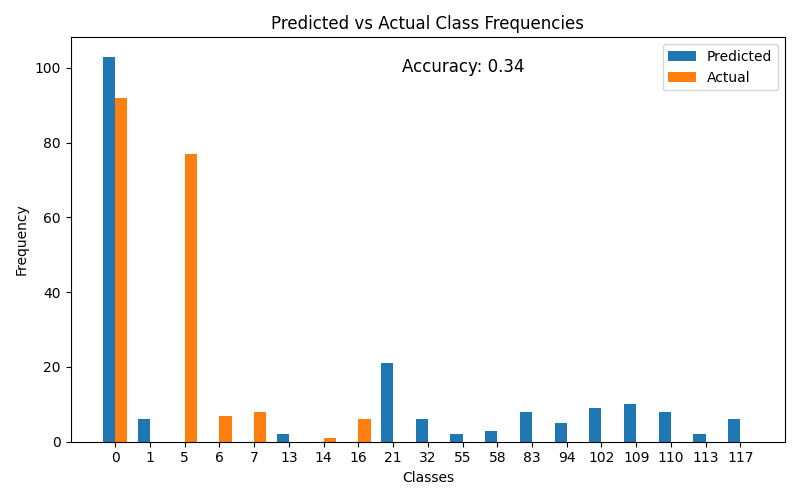 Predicted vs Actual Class Frequencies
Accuracy: 0.34
Predicted
Actual
Frequency
100
80
60
40
20
0
0 1 5 6 7 13 14 16 21 32 55 58 83 94 102 109 110 113 117
Classes